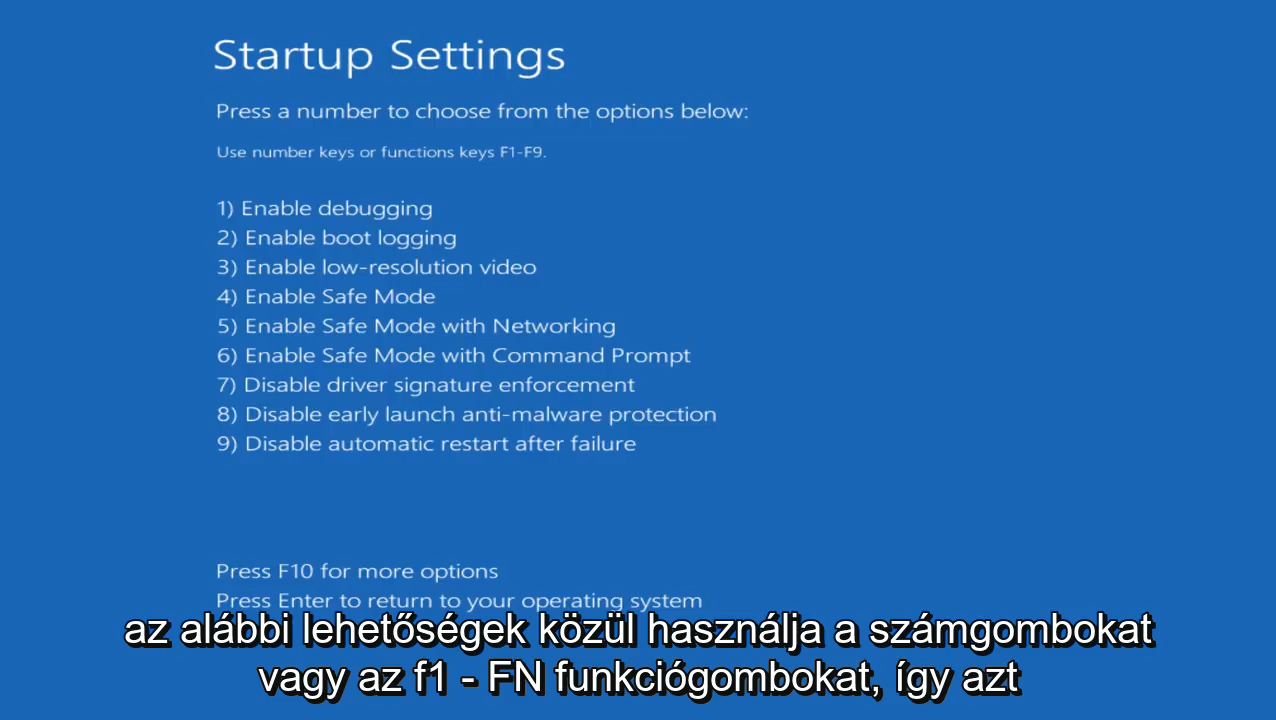 Startup Settings
Press a number to choose from the options below:
Use number keys or functions keys F1-F9.
1) Enable debugging
2) Enable boot logging
3) Enable low-resolution video
4) Enable Safe Mode
5) Enable Safe Mode with Networking
6) Enable Safe Mode with Command Prompt
7) Disable driver signature enforcement
8) Disable early launch anti-malware protection
9) Disable automatic restart after failure
Press F10 for more options
Press Enter to return to your operating system
az alábbi lehetőségek közül használja a számgombokat
vagy az f1 - FN funkciógombokat, így azt